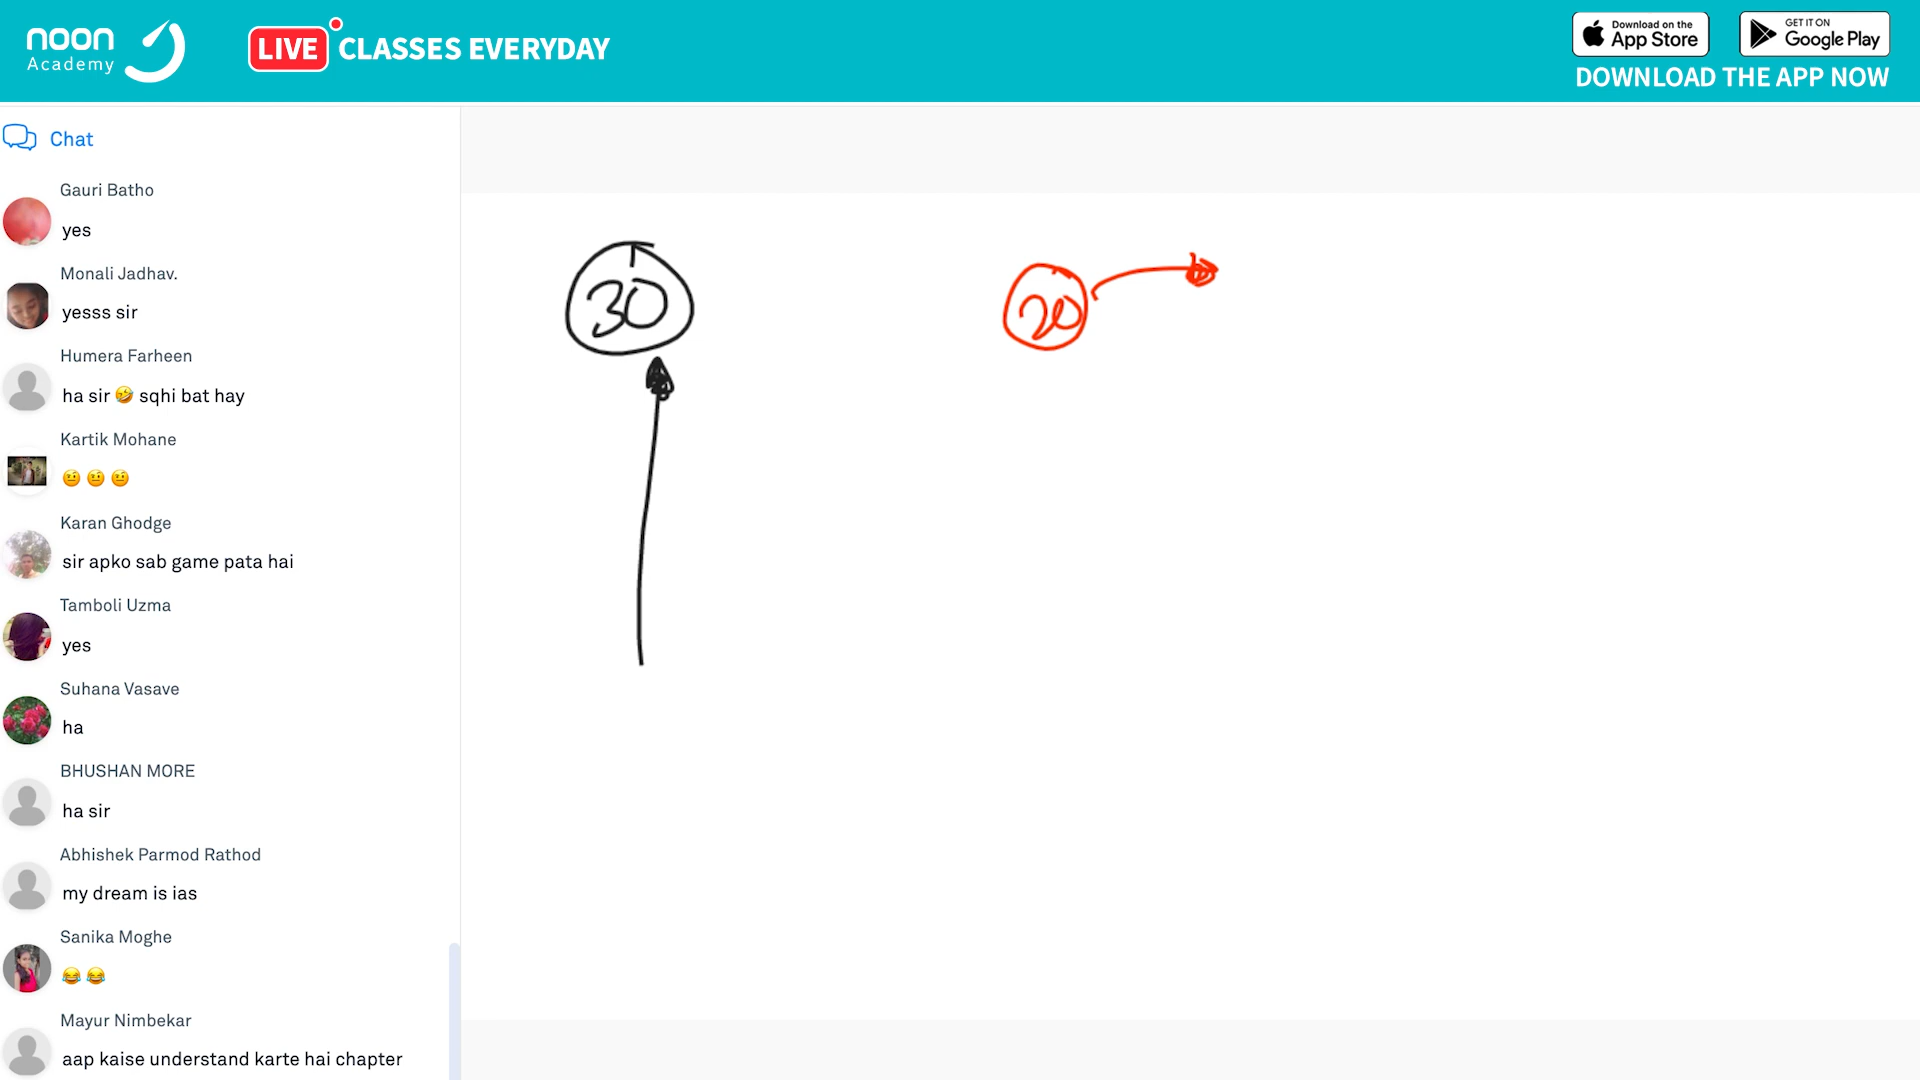 noon
Academy
LIVE CLASSES EVERYDAY
Download on the
App Store
GET IT ON
Google Play
DOWNLOAD THE APP NOW
Chat
Gauri Batho
yes
Monali Jadhav.
yesss sir
Humera Farheen
ha sir 🤣 sqhi bat hay
Kartik Mohane
🤨 🤨 🤨
Karan Ghodge
sir apko sab game pata hai
Tamboli Uzma
yes
Suhana Vasave
ha
BHUSHAN MORE
ha sir
Abhishek Parmod Rathod
my dream is ias
Sanika Moghe
😂 😂
Mayur Nimbekar
aap kaise understand karte hai chapter
30
20